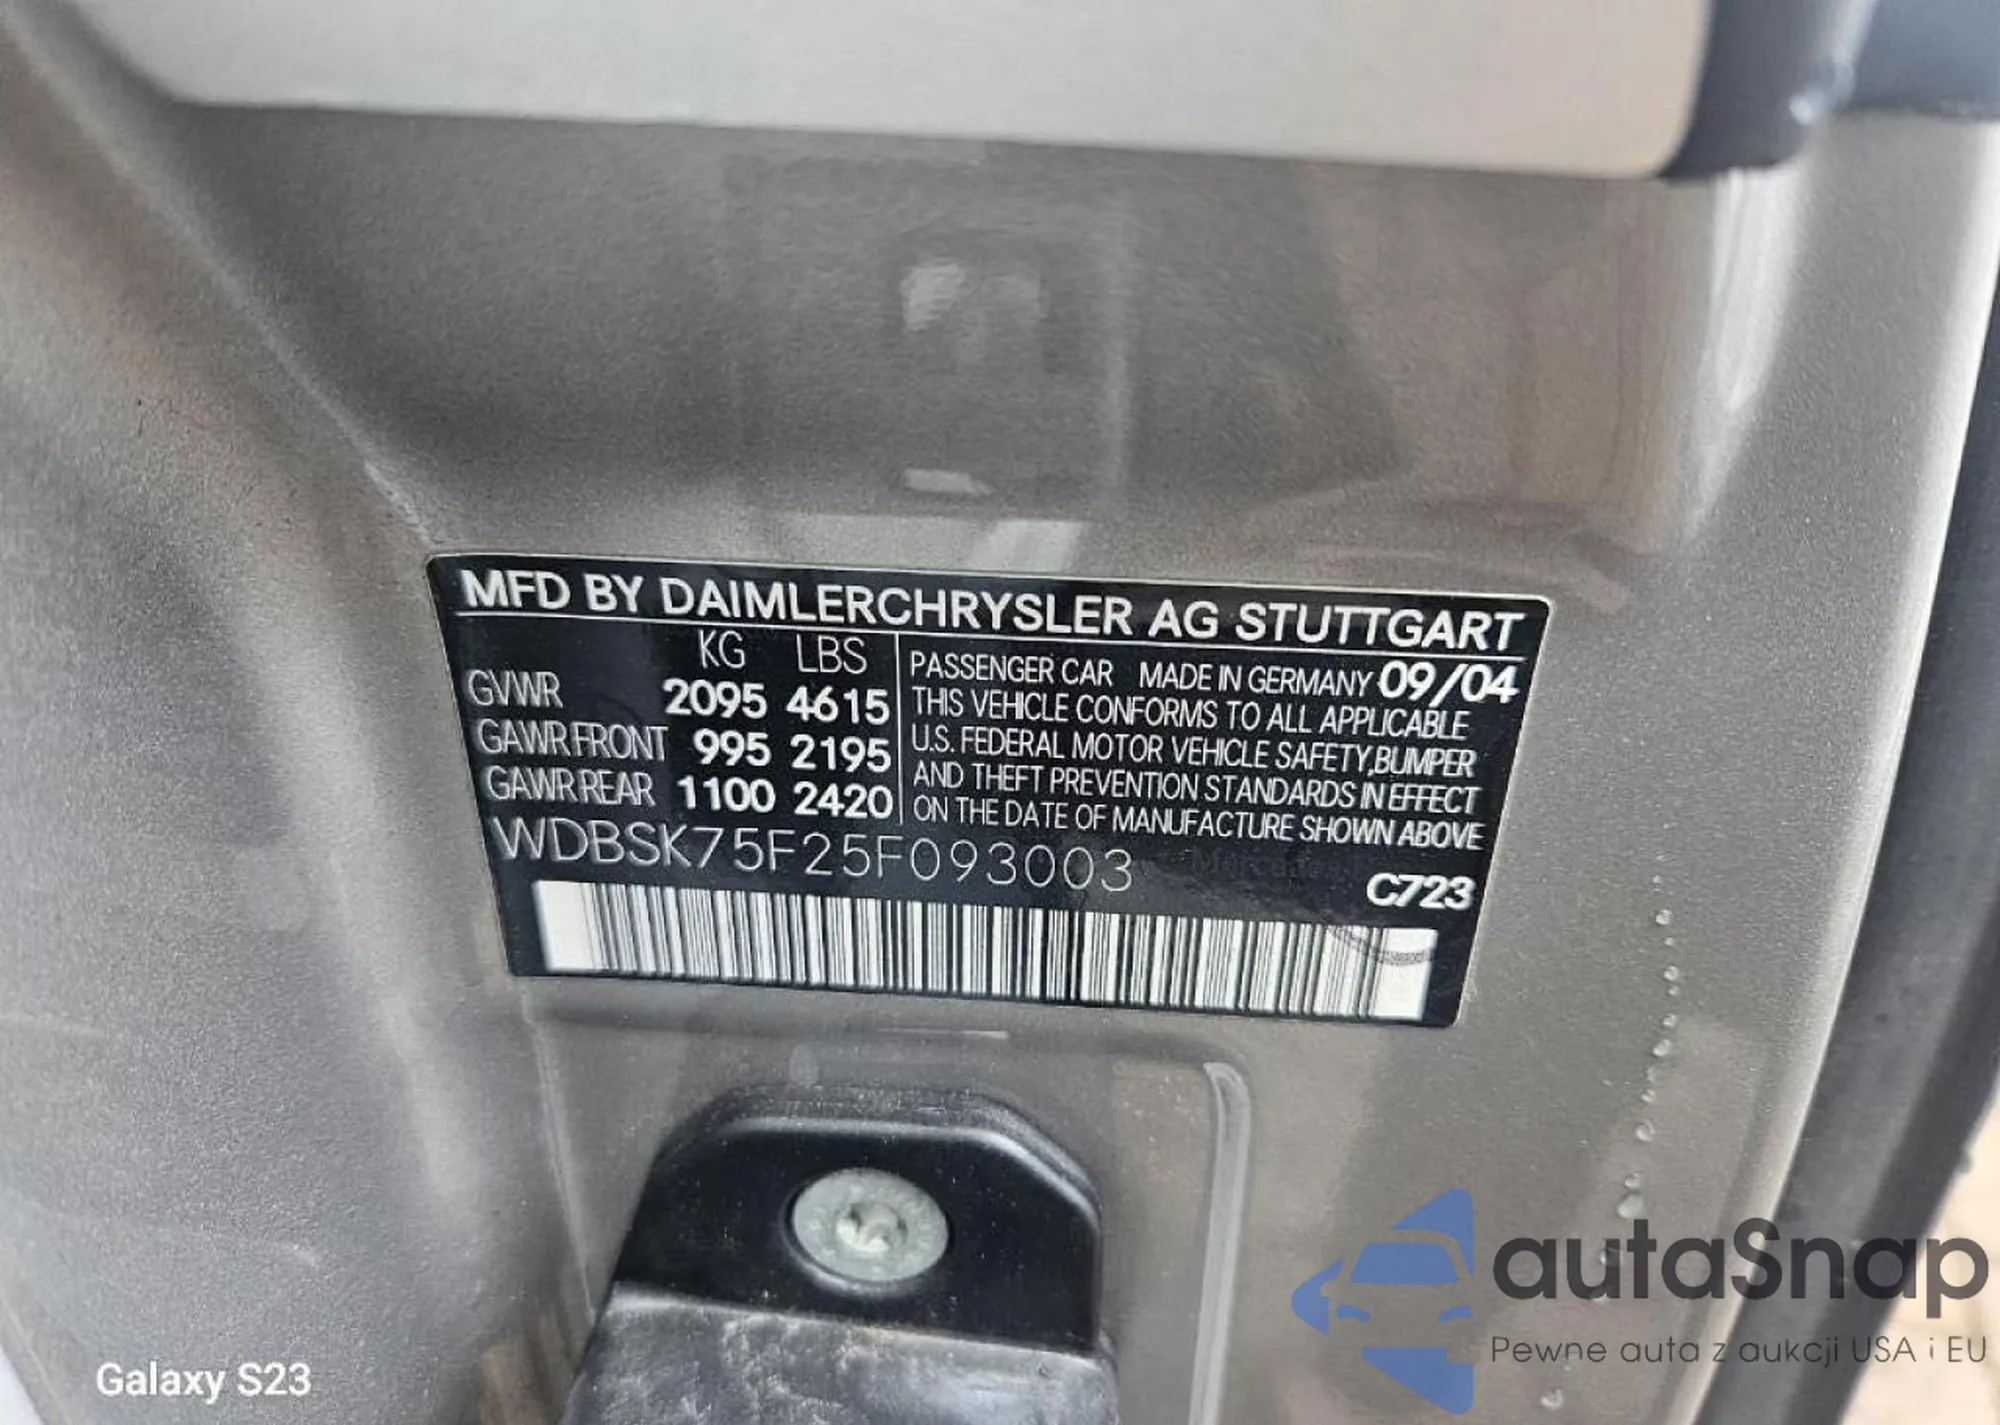 MFD BY DAIMLERCHRYSLER AG STUTTGART
KG LBS
GVWR 2095 4615
GAWR FRONT 995 2195
GAWR REAR 1100 2420
PASSENGER CAR MADE IN GERMANY 09/04
THIS VEHICLE CONFORMS TO ALL APPLICABLE
U.S. FEDERAL MOTOR VEHICLE SAFETY,BUMPER
AND THEFT PREVENTION STANDARDS IN EFFECT
ON THE DATE OF MANUFACTURE SHOWN ABOVE
WDBSK75F25F093003
C723
autaSnap
Pewne auta z aukcji USA i EU
Galaxy S23